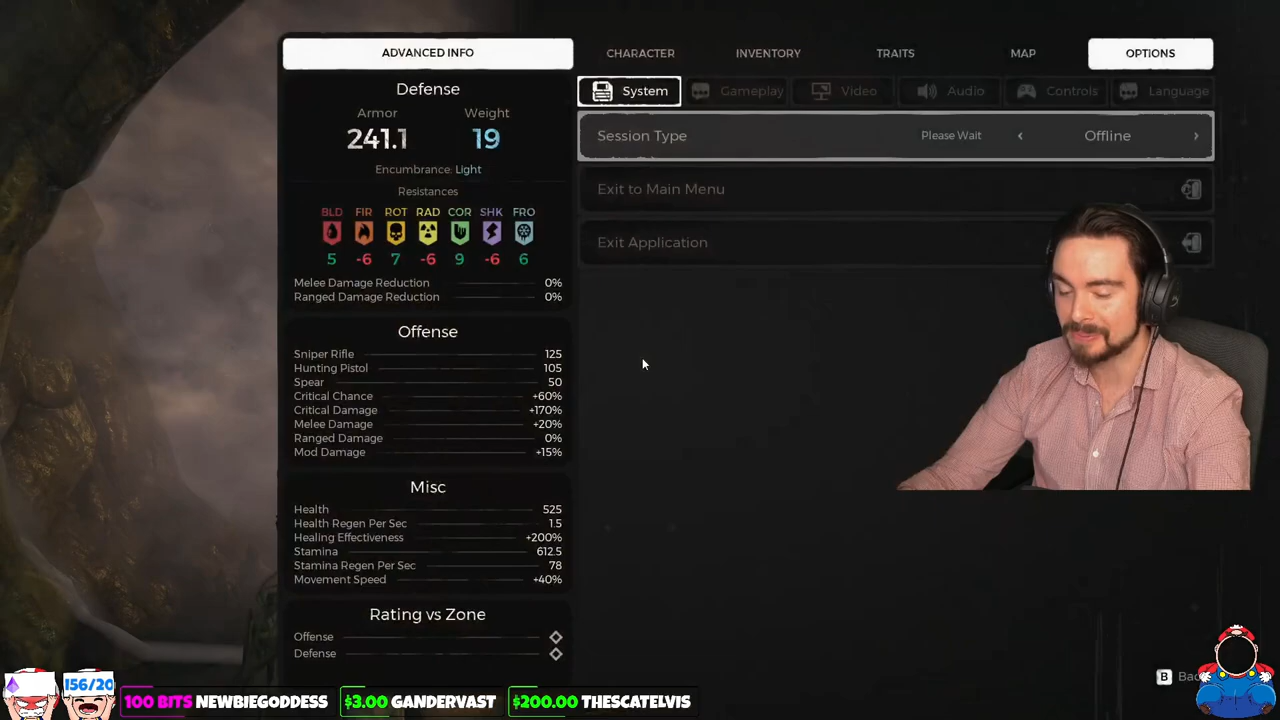 ADVANCED INFO
CHARACTER
INVENTORY
TRAITS
MAP
OPTIONS
System
Gameplay
Video
Audio
Controls
Language
Session Type
Please Wait
Offline
Exit to Main Menu
Exit Application
Defense
Armor Weight
241.1 19
Encumbrance: Light
Resistances
BLD FIR ROT RAD COR SHK FRO
5 -6 7 -6 9 -6 6
Melee Damage Reduction 0%
Ranged Damage Reduction 0%
Offense
Sniper Rifle 125
Hunting Pistol 105
Spear 50
Critical Chance +60%
Critical Damage +170%
Melee Damage +20%
Ranged Damage 0%
Mod Damage +15%
Misc
Health 525
Health Regen Per Sec 1.5
Healing Effectiveness +200%
Stamina 612.5
Stamina Regen Per Sec 78
Movement Speed +40%
Rating vs Zone
Offense
Defense
B
156/20
100 BITS NEWBIEGODDESS
$3.00 GANDERVAST
$200.00 THESCATELVIS